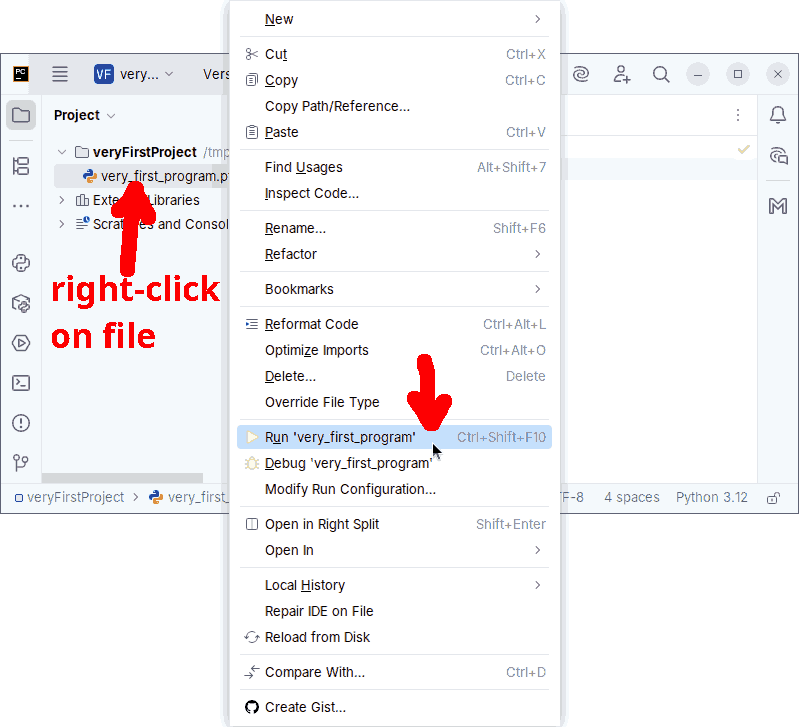 New
Cut Ctrl+X
PC VF very... Vers
Copy Ctrl+C
Copy Path/Reference...
Project
Paste Ctrl+V
veryFirstProject /tmp
Find Usages Alt+Shift+7
very_first_program.p
Inspect Code...
External Libraries
Scratches and Consol
Rename... Shift+F6
Refactor
right-click
on file
Bookmarks
Reformat Code Ctrl+Alt+L
Optimize Imports Ctrl+Alt+O
Delete... Delete
Override File Type
Run 'very_first_program' Ctrl+Shift+F10
Debug 'very_first_program'
Modify Run Configuration...
veryFirstProject very_first_ TF-8 4 spaces Python 3.12
Open in Right Split Shift+Enter
Open In
Local History
Repair IDE on File
Reload from Disk
Compare With... Ctrl+D
Create Gist...